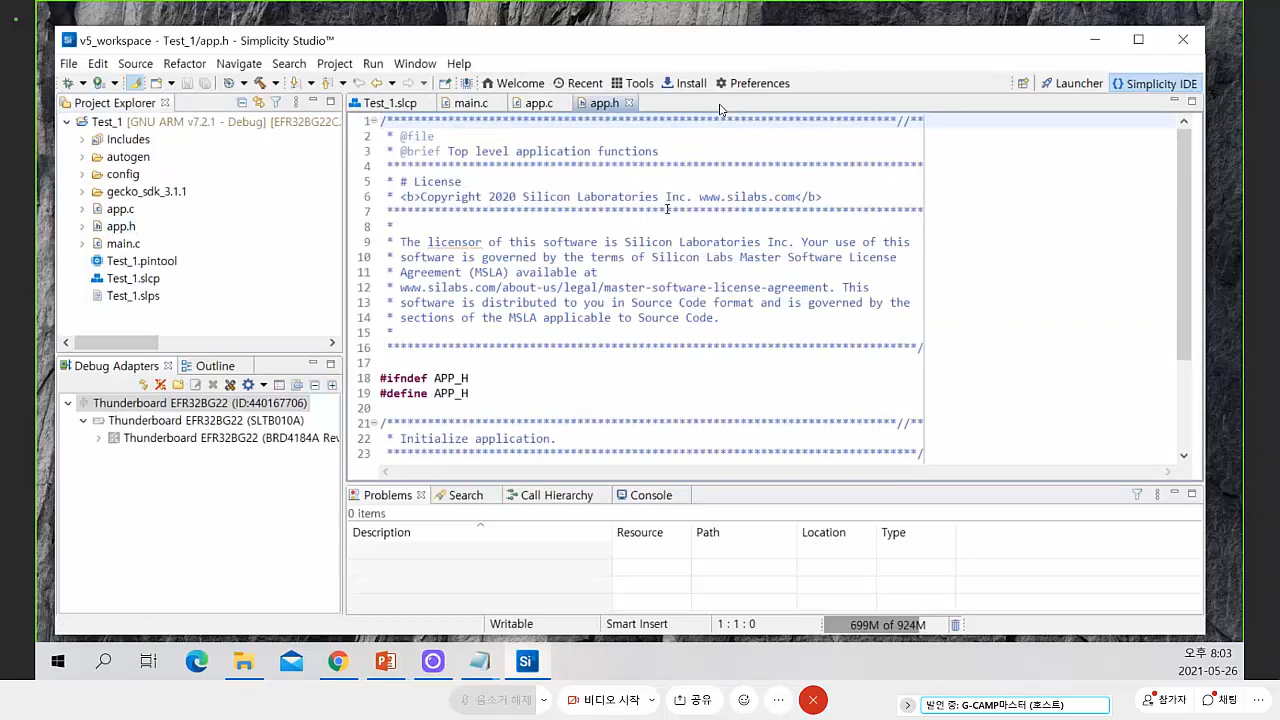 v5_workspace - Test_1/app.h - Simplicity Studio™
File Edit Source Refactor Navigate Search Project Run Window Help
Welcome Recent Tools Install Preferences Launcher Simplicity IDE
Project Explorer
Test_1 [GNU ARM v7.2.1 - Debug] [EFR32BG22C
Includes
autogen
config
gecko_sdk_3.1.1
app.c
app.h
main.c
Test_1.pintool
Test_1.slcp
Test_1.slps
Debug Adapters Outline
Thunderboard EFR32BG22 (ID:440167706)
Thunderboard EFR32BG22 (SLTB010A)
Thunderboard EFR32BG22 (BRD4184A Rev
Test_1.slcp main.c app.c app.h
1 /***************************************************************************//**
2 * @file
3 * @brief Top level application functions
4 *******************************************************************************
5 * # License
6 * <b>Copyright 2020 Silicon Laboratories Inc. www.silabs.com</b>
7 *******************************************************************************
8 *
9 * The licensor of this software is Silicon Laboratories Inc. Your use of this
10 * software is governed by the terms of Silicon Labs Master Software License
11 * Agreement (MSLA) available at
12 * www.silabs.com/about-us/legal/master-software-license-agreement. This
13 * software is distributed to you in Source Code format and is governed by the
14 * sections of the MSLA applicable to Source Code.
15 *
16 ******************************************************************************/
17
18 #ifndef APP_H
19 #define APP_H
20
21 /***************************************************************************//**
22 * Initialize application.
23 ******************************************************************************/
Problems Search Call Hierarchy Console
0 items
Description Resource Path Location Type
Writable Smart Insert 1 : 1 : 0 699M of 924M
오후 8:03
2021-05-26
음소거 해제 비디오 시작 공유 발언 중: G-CAMP마스터 (호스트) 참가자 채팅